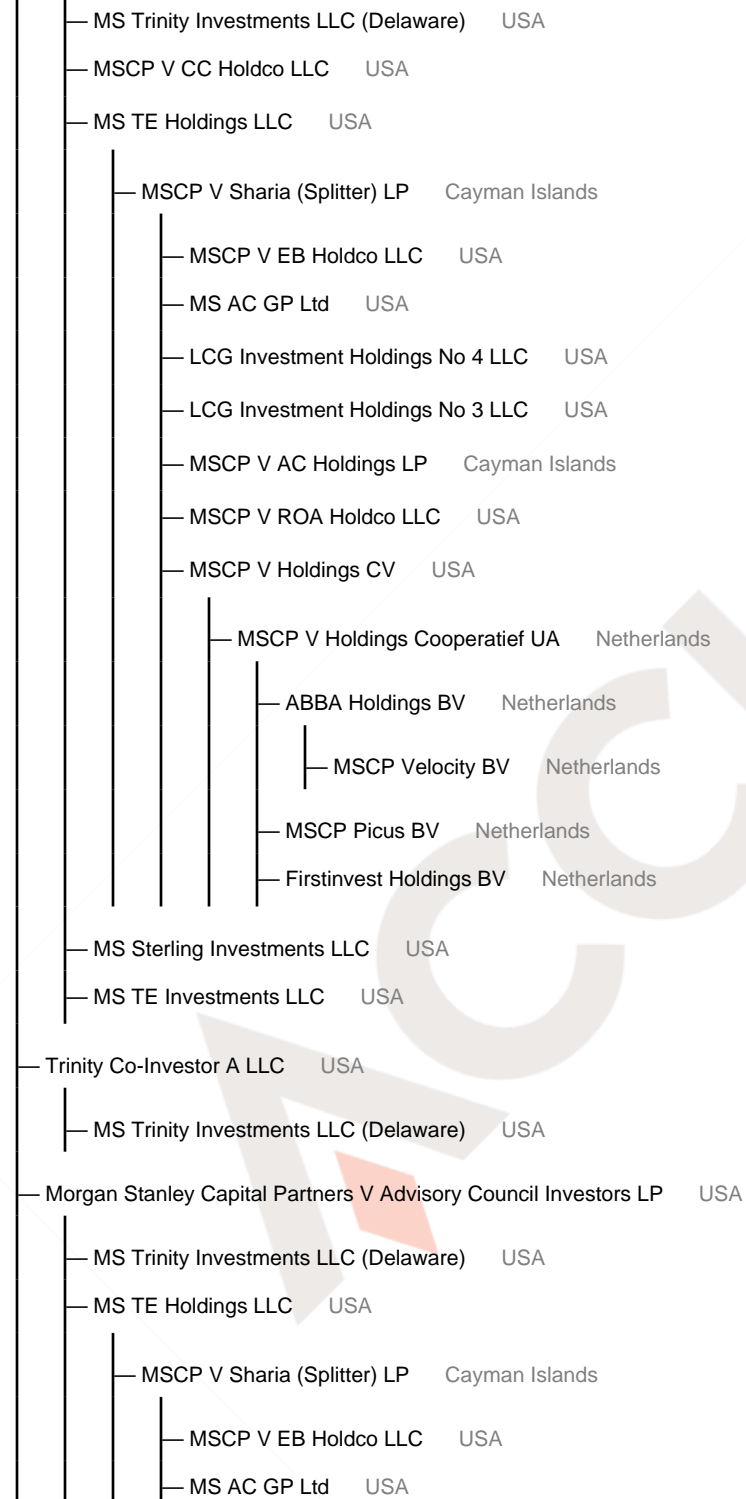 MS Trinity Investments LLC (Delaware) USA
MSCP V CC Holdco LLC USA
MS TE Holdings LLC USA
MSCP V Sharia (Splitter) LP Cayman Islands
MSCP V EB Holdco LLC USA
MS AC GP Ltd USA
LCG Investment Holdings No 4 LLC USA
LCG Investment Holdings No 3 LLC USA
MSCP V AC Holdings LP Cayman Islands
MSCP V ROA Holdco LLC USA
MSCP V Holdings CV USA
MSCP V Holdings Cooperatief UA Netherlands
ABBA Holdings BV Netherlands
MSCP Velocity BV Netherlands
MSCP Picus BV Netherlands
Firstinvest Holdings BV Netherlands
MS Sterling Investments LLC USA
MS TE Investments LLC USA
Trinity Co-Investor A LLC USA
MS Trinity Investments LLC (Delaware) USA
Morgan Stanley Capital Partners V Advisory Council Investors LP USA
MS Trinity Investments LLC (Delaware) USA
MS TE Holdings LLC USA
MSCP V Sharia (Splitter) LP Cayman Islands
MSCP V EB Holdco LLC USA
MS AC GP Ltd USA